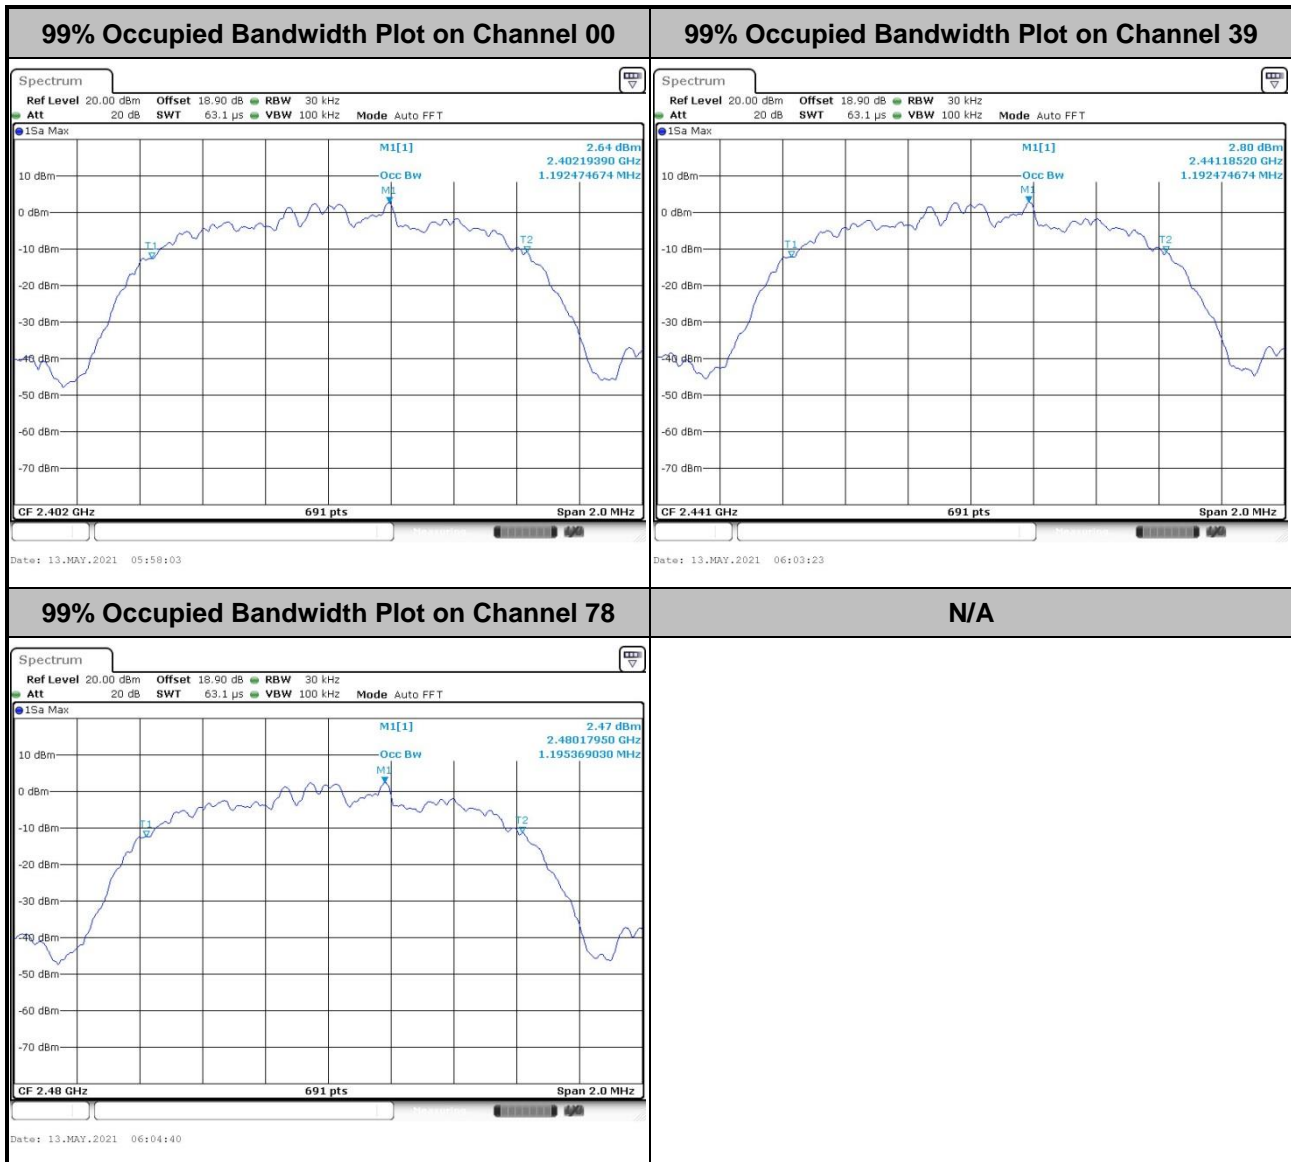 99% Occupied Bandwidth Plot on Channel 00
Spectrum
Ref Level 20.00 dBm Offset 18.90 dB RBW 30 kHz
Att 20 dB SWT 63.1 µs VBW 100 kHz Mode Auto FFT
1Sa Max
M1[1] 2.64 dBm
2.40219390 GHz
Occ Bw 1.192474674 MHz
10 dBm
M1
0 dBm
T1
T2
-10 dBm
-20 dBm
-30 dBm
-40 dBm
-50 dBm
-60 dBm
-70 dBm
CF 2.402 GHz 691 pts Span 2.0 MHz
Date: 13.MAY.2021 05:58:03
99% Occupied Bandwidth Plot on Channel 39
Spectrum
Ref Level 20.00 dBm Offset 18.90 dB RBW 30 kHz
Att 20 dB SWT 63.1 µs VBW 100 kHz Mode Auto FFT
1Sa Max
M1[1] 2.80 dBm
2.44118520 GHz
Occ Bw 1.192474674 MHz
10 dBm
M1
0 dBm
T1
T2
-10 dBm
-20 dBm
-30 dBm
-40 dBm
-50 dBm
-60 dBm
-70 dBm
CF 2.441 GHz 691 pts Span 2.0 MHz
Date: 13.MAY.2021 06:03:23
99% Occupied Bandwidth Plot on Channel 78
Spectrum
Ref Level 20.00 dBm Offset 18.90 dB RBW 30 kHz
Att 20 dB SWT 63.1 µs VBW 100 kHz Mode Auto FFT
1Sa Max
M1[1] 2.47 dBm
2.48017950 GHz
Occ Bw 1.195369030 MHz
10 dBm
M1
0 dBm
T1
T2
-10 dBm
-20 dBm
-30 dBm
-40 dBm
-50 dBm
-60 dBm
-70 dBm
CF 2.48 GHz 691 pts Span 2.0 MHz
Date: 13.MAY.2021 06:04:40
N/A